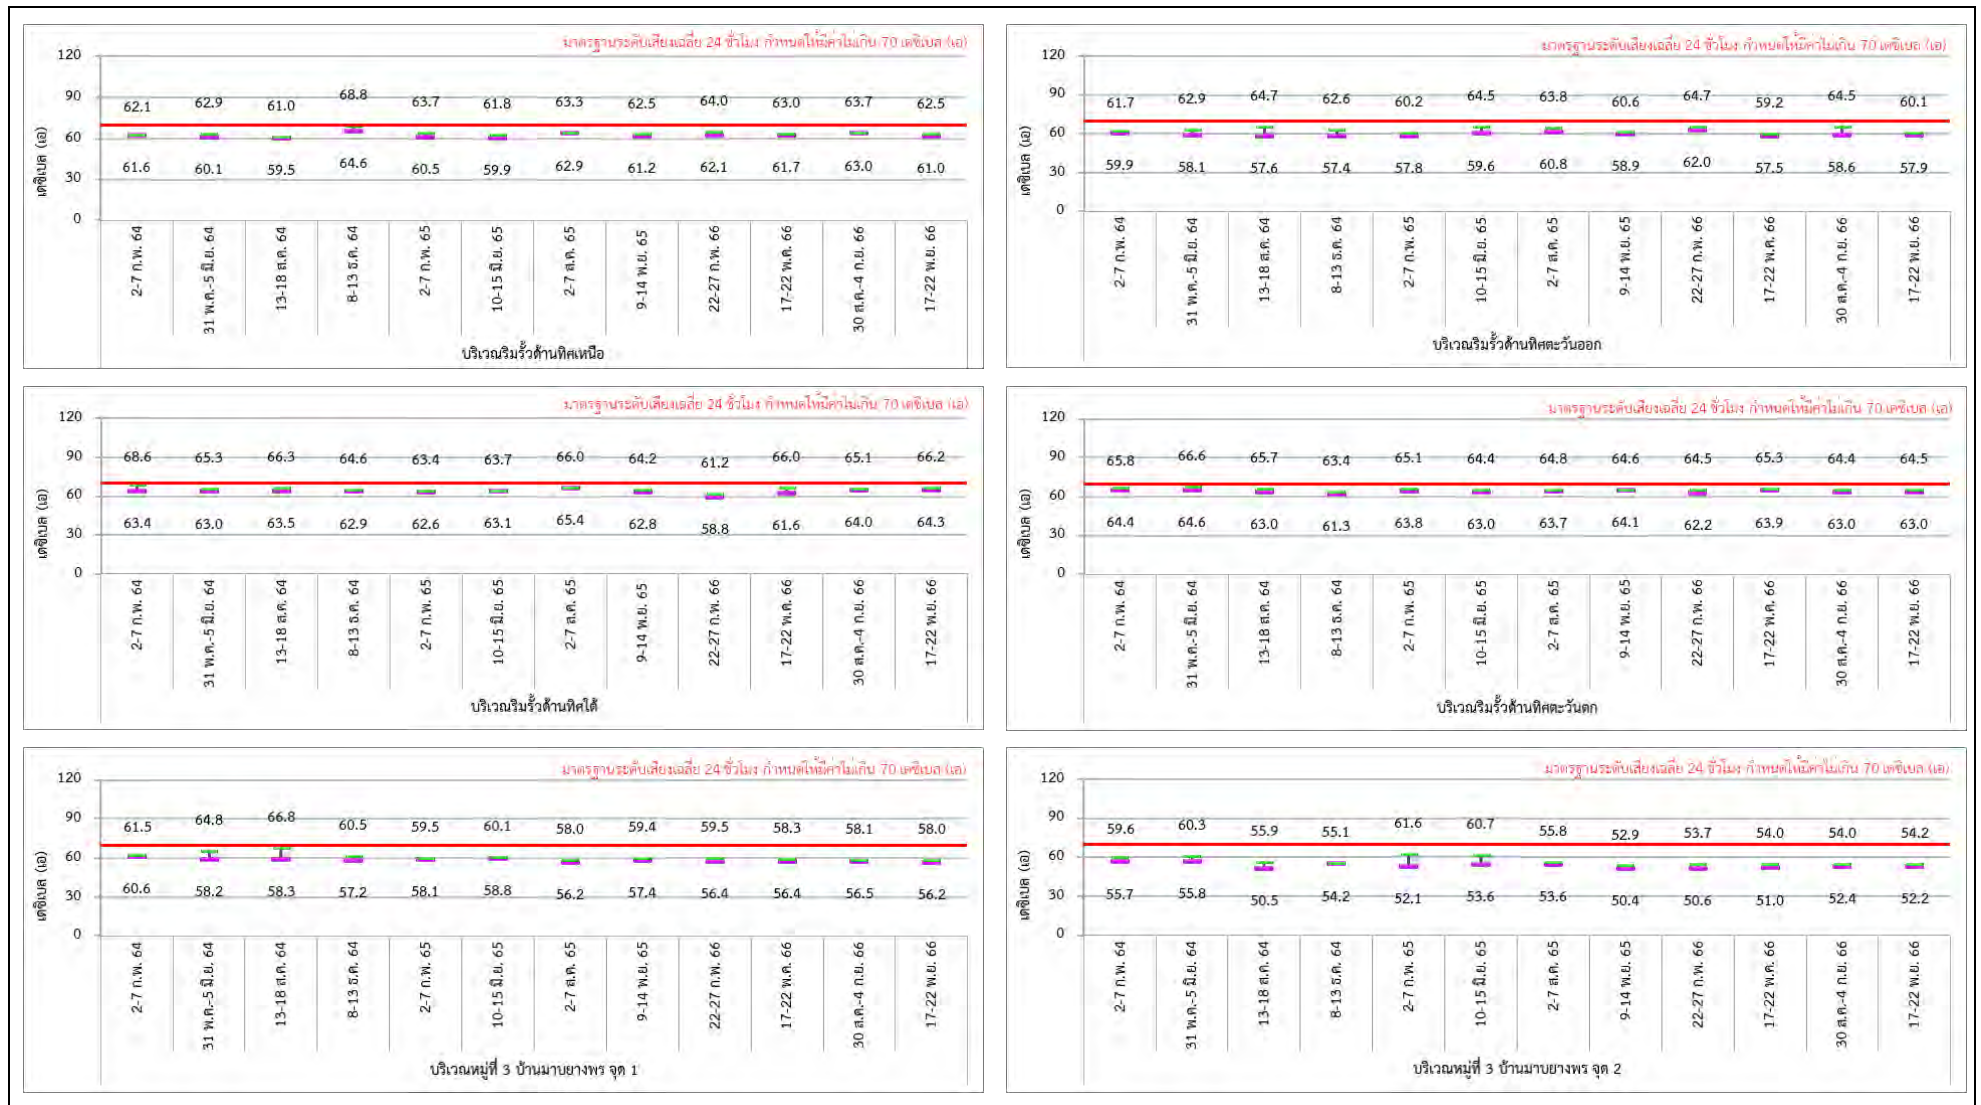 มาตรฐานระดับเสียงเฉลี่ย 24 ชั่วโมง กำหนดให้มีค่าไม่เกิน 70 เดซิเบล (เอ)
เดซิเบล (เอ)
120
90
60
30
0
62.1 62.9 61.0 68.8 63.7 61.8 63.3 62.5 64.0 63.0 63.7 62.5
61.6 60.1 59.5 64.6 60.5 59.9 62.9 61.2 62.1 61.7 63.0 61.0
2-7 ก.พ. 64
31 พ.ค.-5 มิ.ย. 64
13-18 ส.ค. 64
8-13 ธ.ค. 64
2-7 ก.พ. 65
10-15 มิ.ย. 65
2-7 ส.ค. 65
9-14 พ.ย. 65
22-27 ก.พ. 66
17-22 พ.ค. 66
30 ส.ค.-4 ก.ย. 66
17-22 พ.ย. 66
บริเวณริมรั้วด้านทิศเหนือ
มาตรฐานระดับเสียงเฉลี่ย 24 ชั่วโมง กำหนดให้มีค่าไม่เกิน 70 เดซิเบล (เอ)
เดซิเบล (เอ)
120
90
60
30
0
61.7 62.9 64.7 62.6 60.2 64.5 63.8 60.6 64.7 59.2 64.5 60.1
59.9 58.1 57.6 57.4 57.8 59.6 60.8 58.9 62.0 57.5 58.6 57.9
2-7 ก.พ. 64
31 พ.ค.-5 มิ.ย. 64
13-18 ส.ค. 64
8-13 ธ.ค. 64
2-7 ก.พ. 65
10-15 มิ.ย. 65
2-7 ส.ค. 65
9-14 พ.ย. 65
22-27 ก.พ. 66
17-22 พ.ค. 66
30 ส.ค.-4 ก.ย. 66
17-22 พ.ย. 66
บริเวณริมรั้วด้านทิศตะวันออก
มาตรฐานระดับเสียงเฉลี่ย 24 ชั่วโมง กำหนดให้มีค่าไม่เกิน 70 เดซิเบล (เอ)
เดซิเบล (เอ)
120
90
60
30
0
68.6 65.3 66.3 64.6 63.4 63.7 66.0 64.2 61.2 66.0 65.1 66.2
63.4 63.0 63.5 62.9 62.6 63.1 65.4 62.8 58.8 61.6 64.0 64.3
2-7 ก.พ. 64
31 พ.ค.-5 มิ.ย. 64
13-18 ส.ค. 64
8-13 ธ.ค. 64
2-7 ก.พ. 65
10-15 มิ.ย. 65
2-7 ส.ค. 65
9-14 พ.ย. 65
22-27 ก.พ. 66
17-22 พ.ค. 66
30 ส.ค.-4 ก.ย. 66
17-22 พ.ย. 66
บริเวณริมรั้วด้านทิศใต้
มาตรฐานระดับเสียงเฉลี่ย 24 ชั่วโมง กำหนดให้มีค่าไม่เกิน 70 เดซิเบล (เอ)
เดซิเบล (เอ)
120
90
60
30
0
65.8 66.6 65.7 63.4 65.1 64.4 64.8 64.6 64.5 65.3 64.4 64.5
64.4 64.6 63.0 61.3 63.8 63.0 63.7 64.1 62.2 63.9 63.0 63.0
2-7 ก.พ. 64
31 พ.ค.-5 มิ.ย. 64
13-18 ส.ค. 64
8-13 ธ.ค. 64
2-7 ก.พ. 65
10-15 มิ.ย. 65
2-7 ส.ค. 65
9-14 พ.ย. 65
22-27 ก.พ. 66
17-22 พ.ค. 66
30 ส.ค.-4 ก.ย. 66
17-22 พ.ย. 66
บริเวณริมรั้วด้านทิศตะวันตก
มาตรฐานระดับเสียงเฉลี่ย 24 ชั่วโมง กำหนดให้มีค่าไม่เกิน 70 เดซิเบล (เอ)
เดซิเบล (เอ)
120
90
60
30
0
61.5 64.8 66.8 60.5 59.5 60.1 58.0 59.4 59.5 58.3 58.1 58.0
60.6 58.2 58.3 57.2 58.1 58.8 56.2 57.4 56.4 56.4 56.5 56.2
2-7 ก.พ. 64
31 พ.ค.-5 มิ.ย. 64
13-18 ส.ค. 64
8-13 ธ.ค. 64
2-7 ก.พ. 65
10-15 มิ.ย. 65
2-7 ส.ค. 65
9-14 พ.ย. 65
22-27 ก.พ. 66
17-22 พ.ค. 66
30 ส.ค.-4 ก.ย. 66
17-22 พ.ย. 66
บริเวณหมู่ที่ 3 บ้านมาบยางพร จุด 1
มาตรฐานระดับเสียงเฉลี่ย 24 ชั่วโมง กำหนดให้มีค่าไม่เกิน 70 เดซิเบล (เอ)
เดซิเบล (เอ)
120
90
60
30
0
59.6 60.3 55.9 55.1 61.6 60.7 55.8 52.9 53.7 54.0 54.0 54.2
55.7 55.8 50.5 54.2 52.1 53.6 53.6 50.4 50.6 51.0 52.4 52.2
2-7 ก.พ. 64
31 พ.ค.-5 มิ.ย. 64
13-18 ส.ค. 64
8-13 ธ.ค. 64
2-7 ก.พ. 65
10-15 มิ.ย. 65
2-7 ส.ค. 65
9-14 พ.ย. 65
22-27 ก.พ. 66
17-22 พ.ค. 66
30 ส.ค.-4 ก.ย. 66
17-22 พ.ย. 66
บริเวณหมู่ที่ 3 บ้านมาบยางพร จุด 2